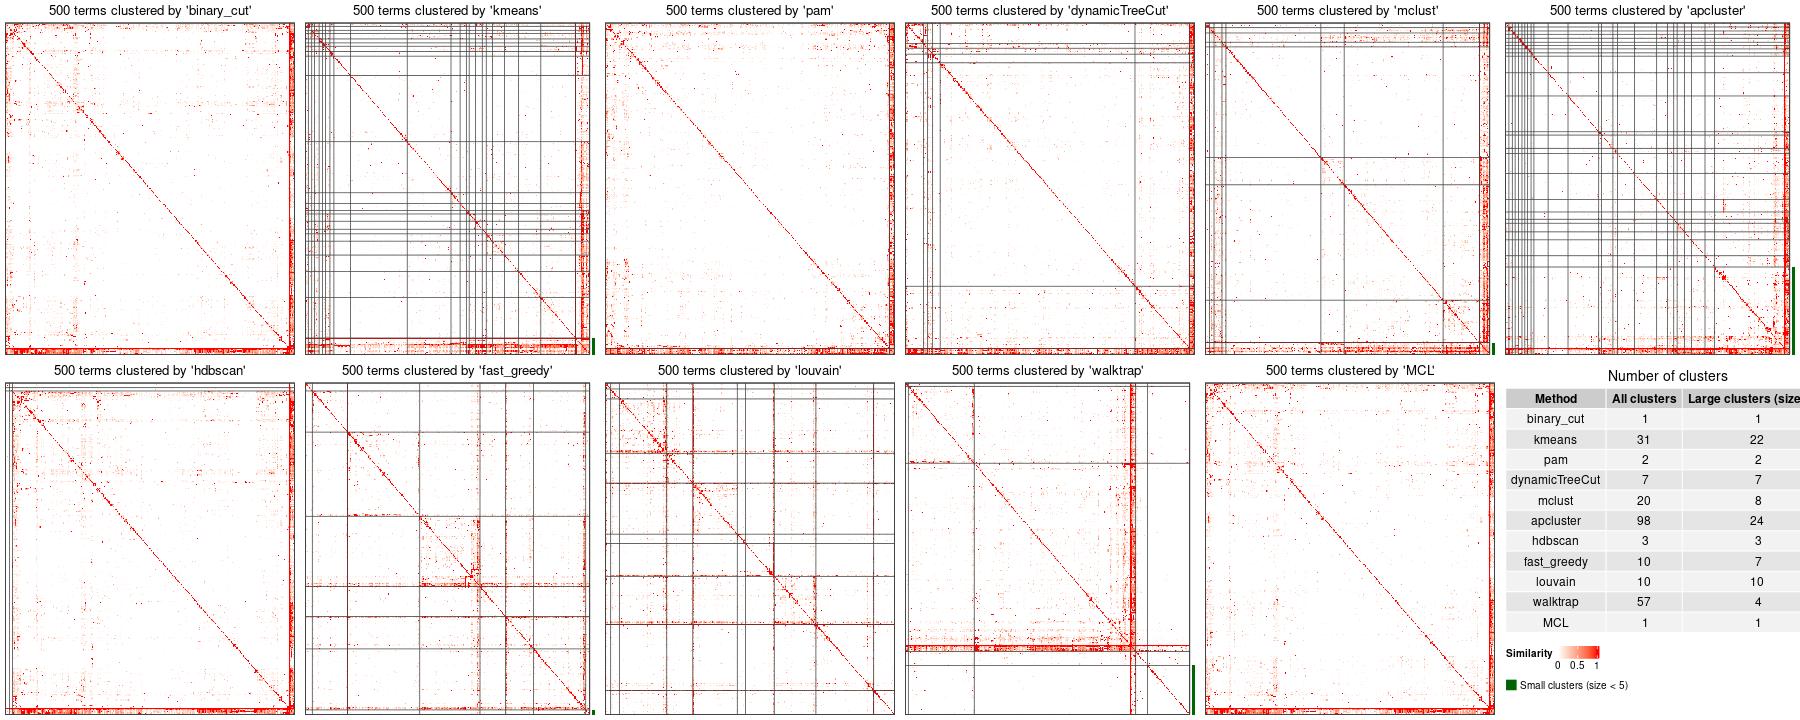 500 terms clustered by 'binary_cut'
500 terms clustered by 'kmeans'
500 terms clustered by 'pam'
500 terms clustered by 'dynamicTreeCut'
500 terms clustered by 'mclust'
500 terms clustered by 'apcluster'
500 terms clustered by 'hdbscan'
500 terms clustered by 'fast_greedy'
500 terms clustered by 'louvain'
500 terms clustered by 'walktrap'
500 terms clustered by 'MCL'
Number of clusters
Method All clusters Large clusters (size
binary_cut 1 1
kmeans 31 22
pam 2 2
dynamicTreeCut 7 7
mclust 20 8
apcluster 98 24
hdbscan 3 3
fast_greedy 10 7
louvain 10 10
walktrap 57 4
MCL 1 1
Similarity
0 0.5 1
Small clusters (size < 5)